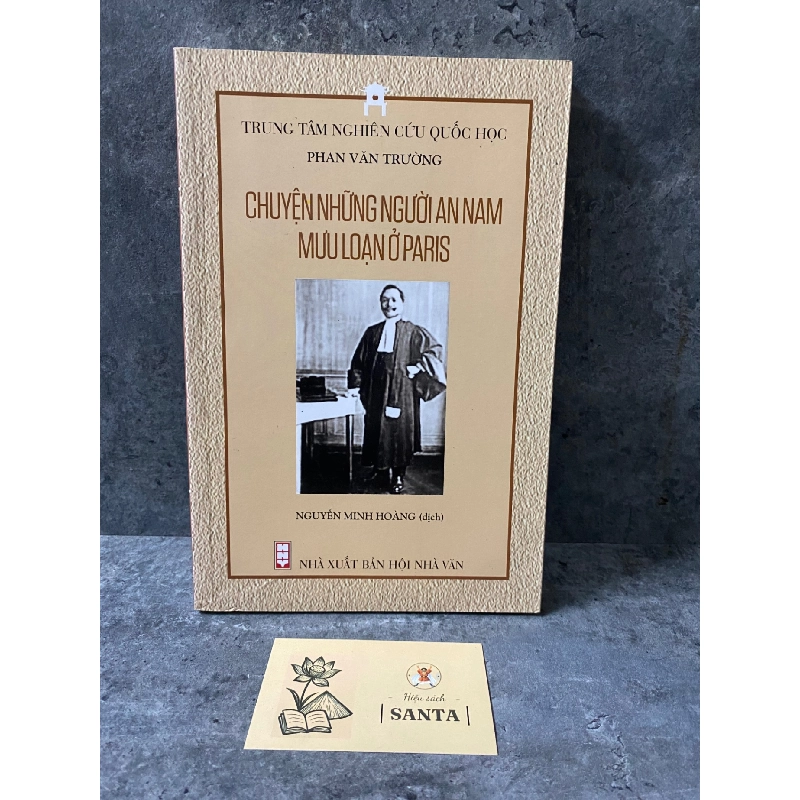 TRUNG TÂM NGHIÊN CỨU QUỐC HỌC
PHAN VĂN TRƯỜNG
CHUYỆN NHỮNG NGƯỜI AN NAM
MƯU LOẠN Ở PARIS
NGUYỄN MINH HOÀNG (dịch)
NHÀ XUẤT BẢN HỘI NHÀ VĂN
Hiệu sách
SANTA